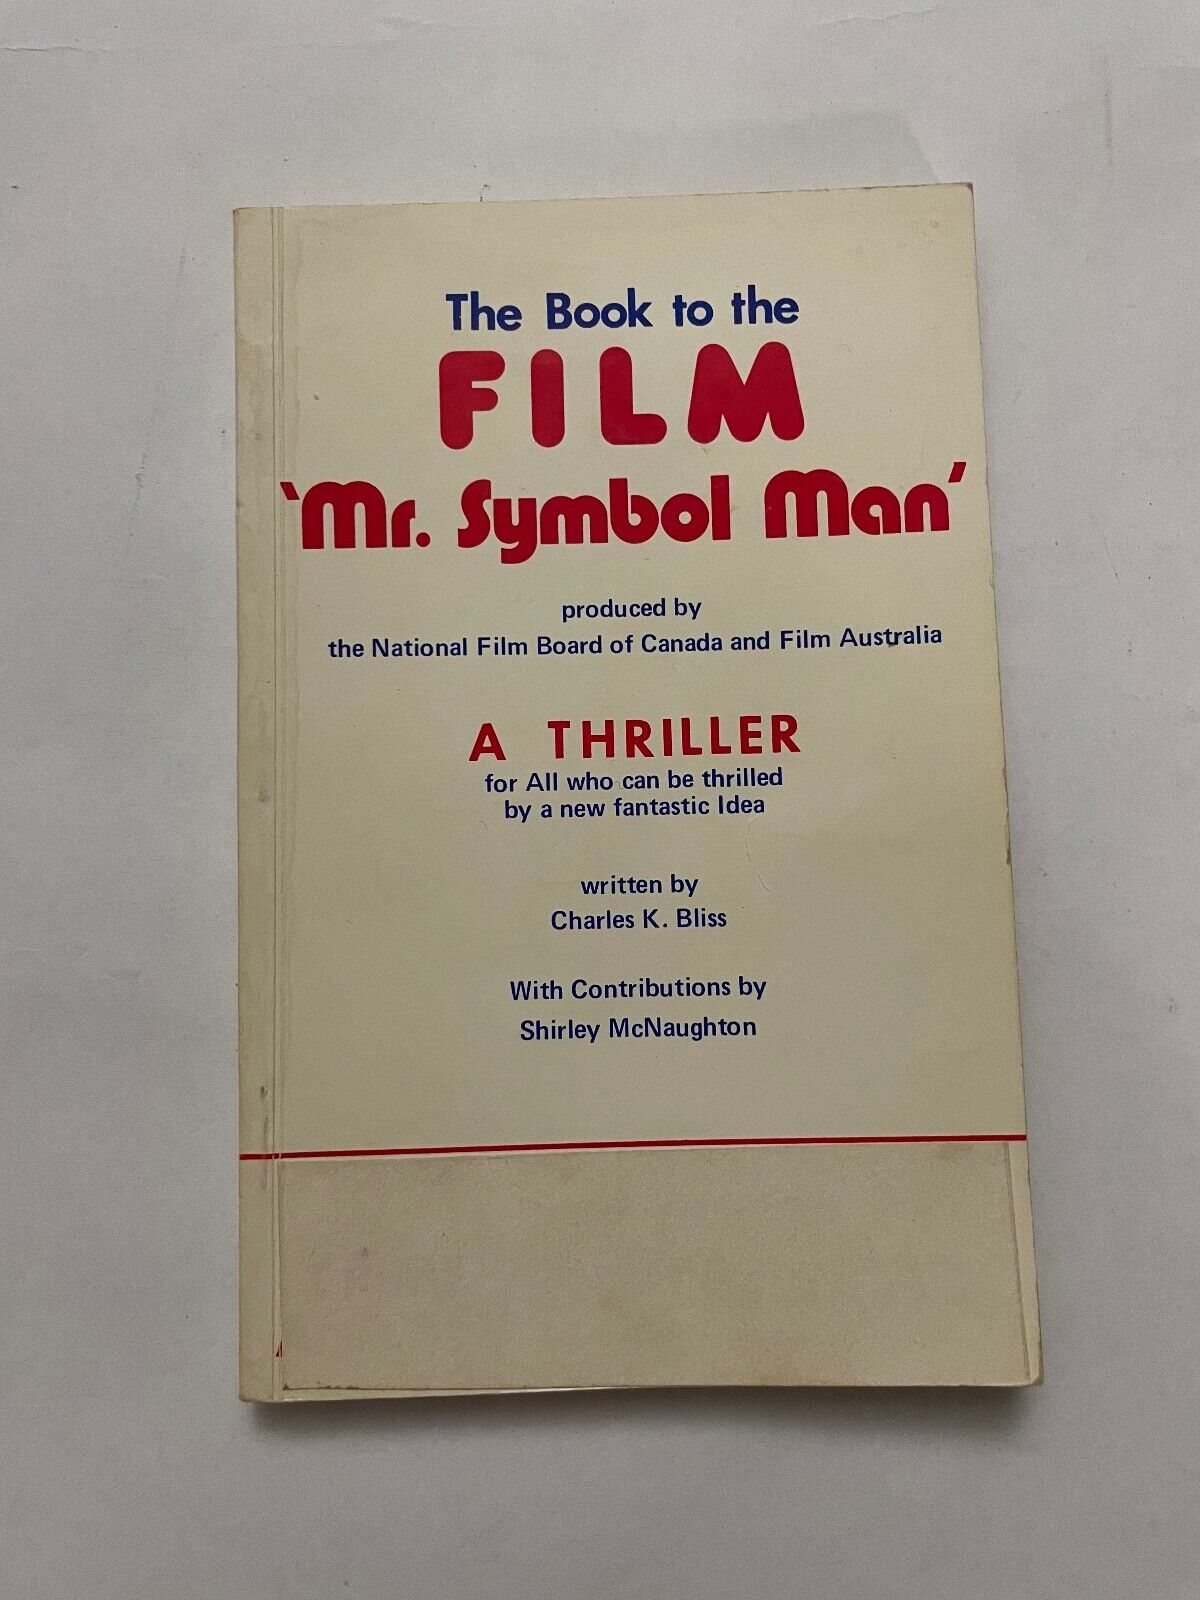 The Book to the
FILM
'Mr. Symbol Man'
produced by
the National Film Board of Canada and Film Australia
A THRILLER
for All who can be thrilled
by a new fantastic Idea
written by
Charles K. Bliss
With Contributions by
Shirley McNaughton